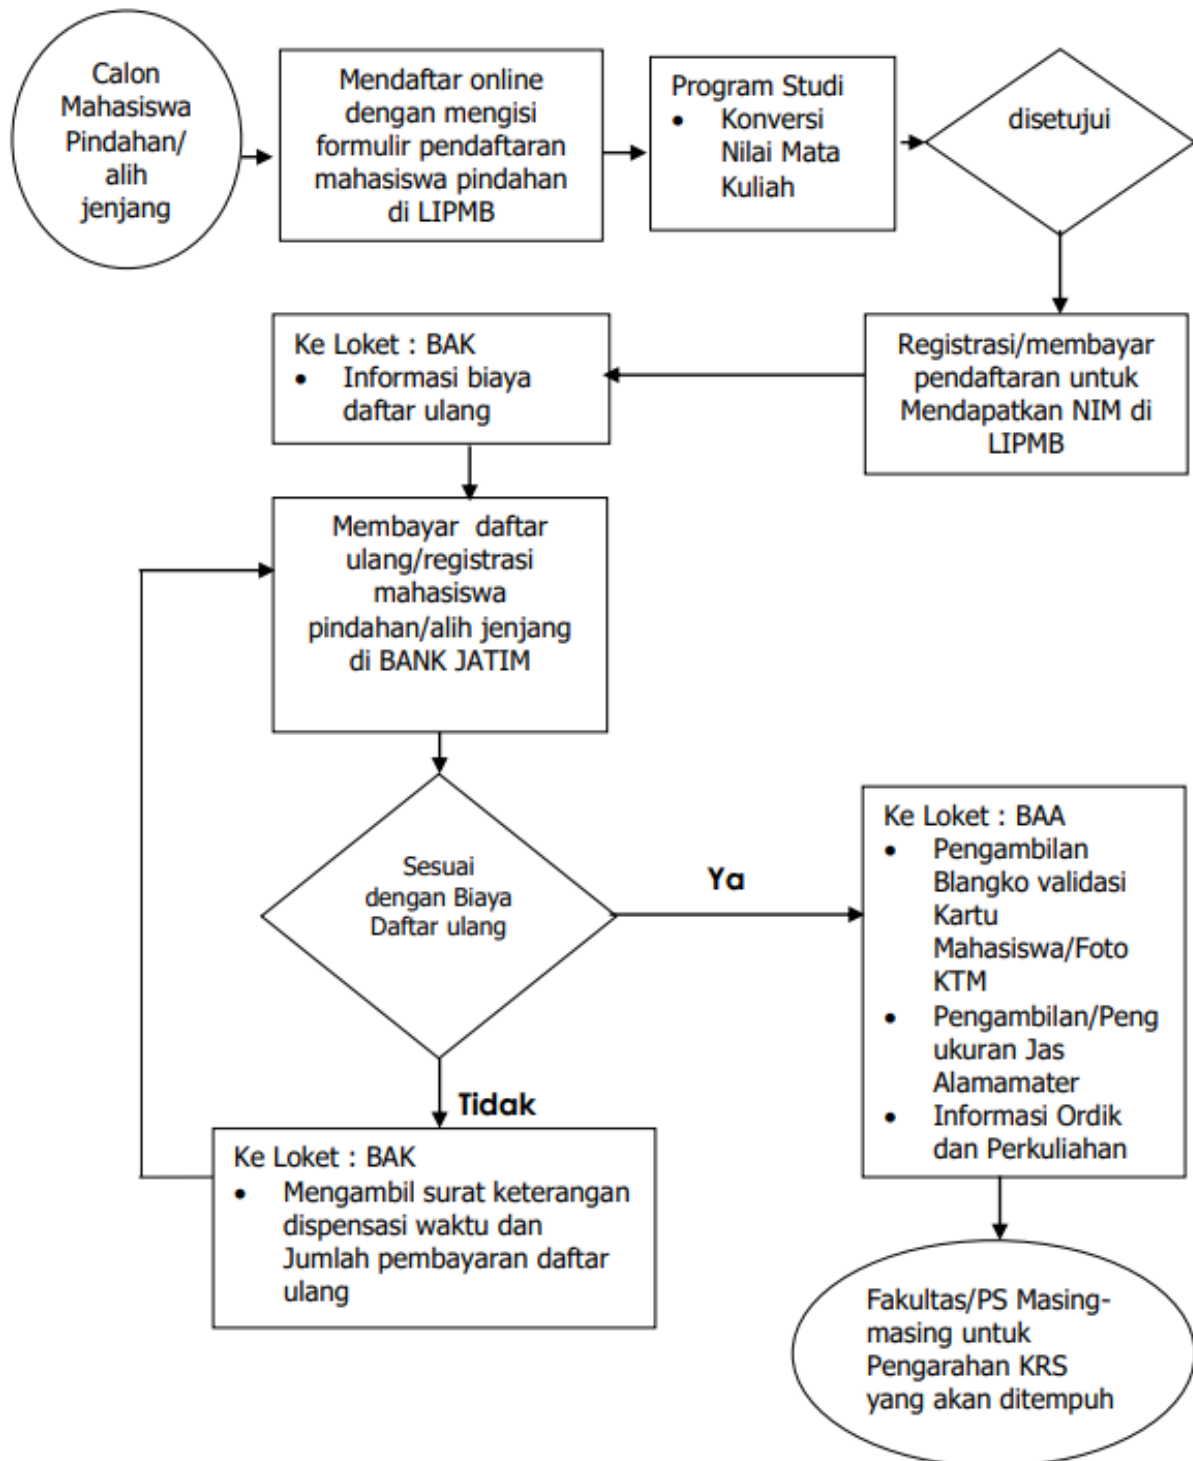 Calon
Mahasiswa
Pindahan/
alih
jenjang
Mendaftar online
dengan mengisi
formulir pendaftaran
mahasiswa pindahan
di LIPMB
Program Studi
• Konversi
Nilai Mata
Kuliah
disetujui
Registrasi/membayar
pendaftaran untuk
Mendapatkan NIM di
LIPMB
Ke Loket : BAK
• Informasi biaya
daftar ulang
Membayar daftar
ulang/registrasi
mahasiswa
pindahan/alih jenjang
di BANK JATIM
Sesuai
dengan Biaya
Daftar ulang
Ya
Tidak
Ke Loket : BAK
• Mengambil surat keterangan
dispensasi waktu dan
Jumlah pembayaran daftar
ulang
Ke Loket : BAA
• Pengambilan
Blangko validasi
Kartu
Mahasiswa/Foto
KTM
• Pengambilan/Peng
ukuran Jas
Alamamater
• Informasi Ordik
dan Perkuliahan
Fakultas/PS Masing-
masing untuk
Pengarahan KRS
yang akan ditempuh